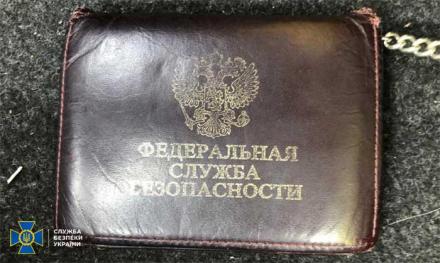 ФЕДЕРАЛЬНАЯ
СЛУЖБА
БЕЗОПАСНОСТИ
СЛУЖБА
БЕЗПЕКИ
УКРАЇНИ